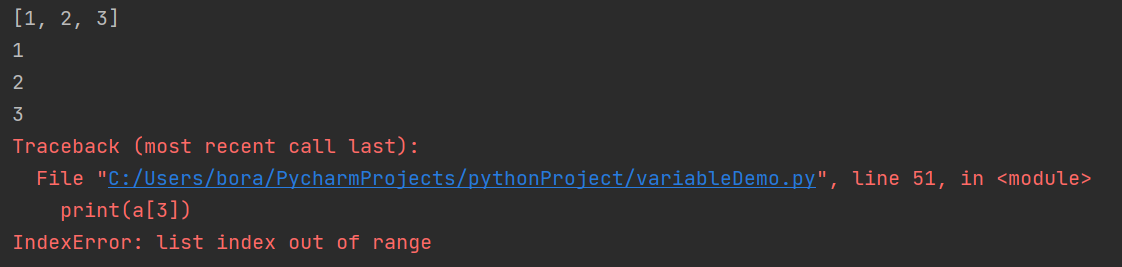 [1, 2, 3]
1
2
3
Traceback (most recent call last):
  File "C:/Users/bora/PycharmProjects/pythonProject/variableDemo.py", line 51, in <module>
    print(a[3])
IndexError: list index out of range